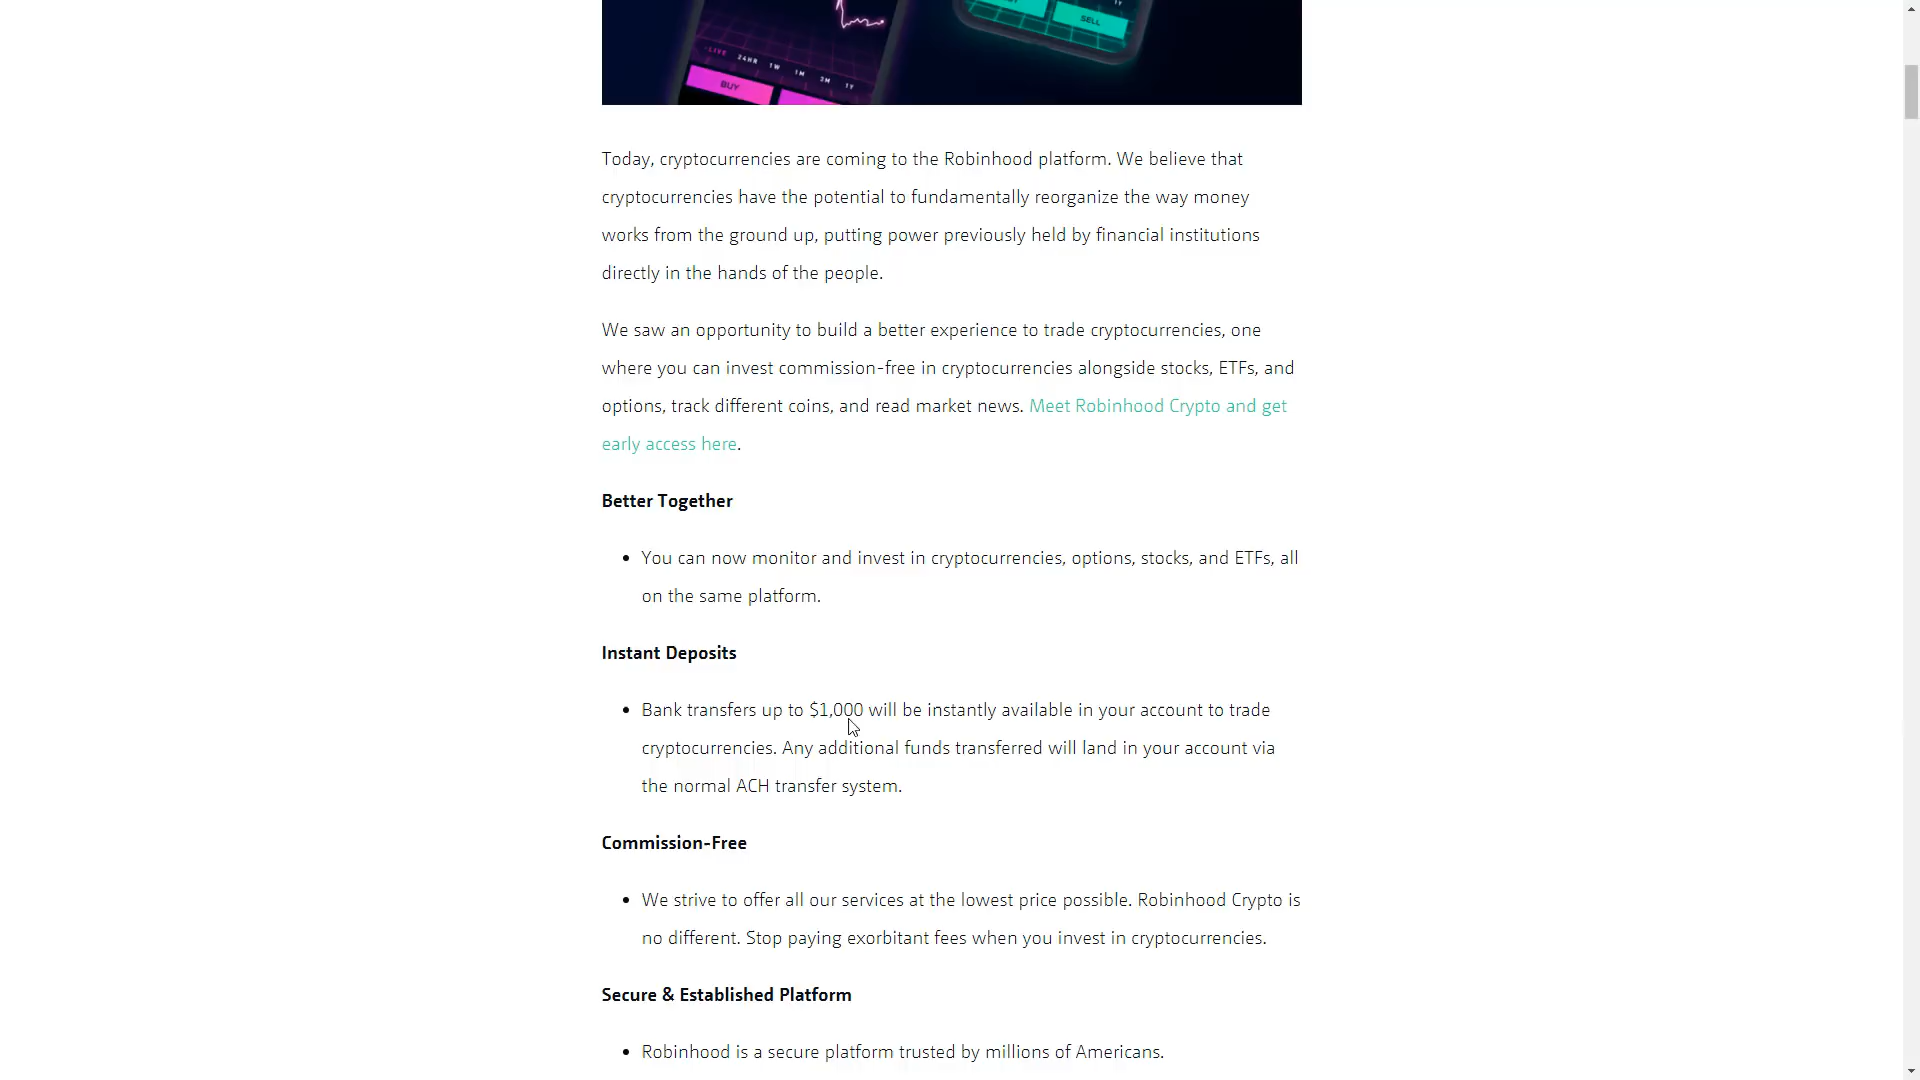 SELL
1Y
LIVE 24HR 1W 1M 3M 1Y
BUY
Today, cryptocurrencies are coming to the Robinhood platform. We believe that
cryptocurrencies have the potential to fundamentally reorganize the way money
works from the ground up, putting power previously held by financial institutions
directly in the hands of the people.
We saw an opportunity to build a better experience to trade cryptocurrencies, one
where you can invest commission-free in cryptocurrencies alongside stocks, ETFs, and
options, track different coins, and read market news. Meet Robinhood Crypto and get
early access here.
Better Together
• You can now monitor and invest in cryptocurrencies, options, stocks, and ETFs, all
on the same platform.
Instant Deposits
• Bank transfers up to $1,000 will be instantly available in your account to trade
cryptocurrencies. Any additional funds transferred will land in your account via
the normal ACH transfer system.
Commission-Free
• We strive to offer all our services at the lowest price possible. Robinhood Crypto is
no different. Stop paying exorbitant fees when you invest in cryptocurrencies.
Secure & Established Platform
• Robinhood is a secure platform trusted by millions of Americans.